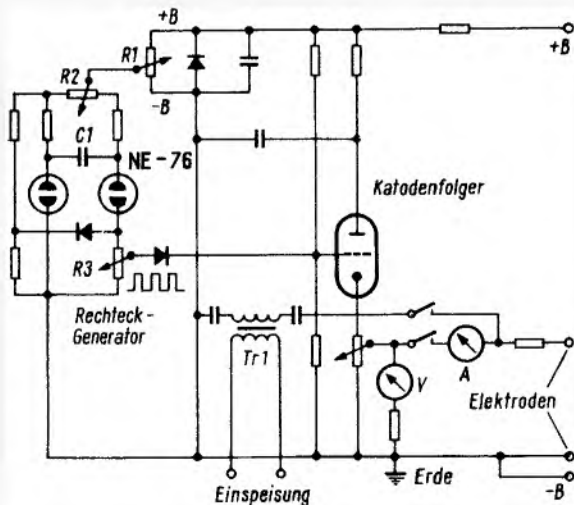 +B
R1
+B
R2
-B
C1
NE-76
Katodenfolger
R3
Rechteck-
Generator
Tr1
V
A
Elektroden
Einspeisung
Erde
-B